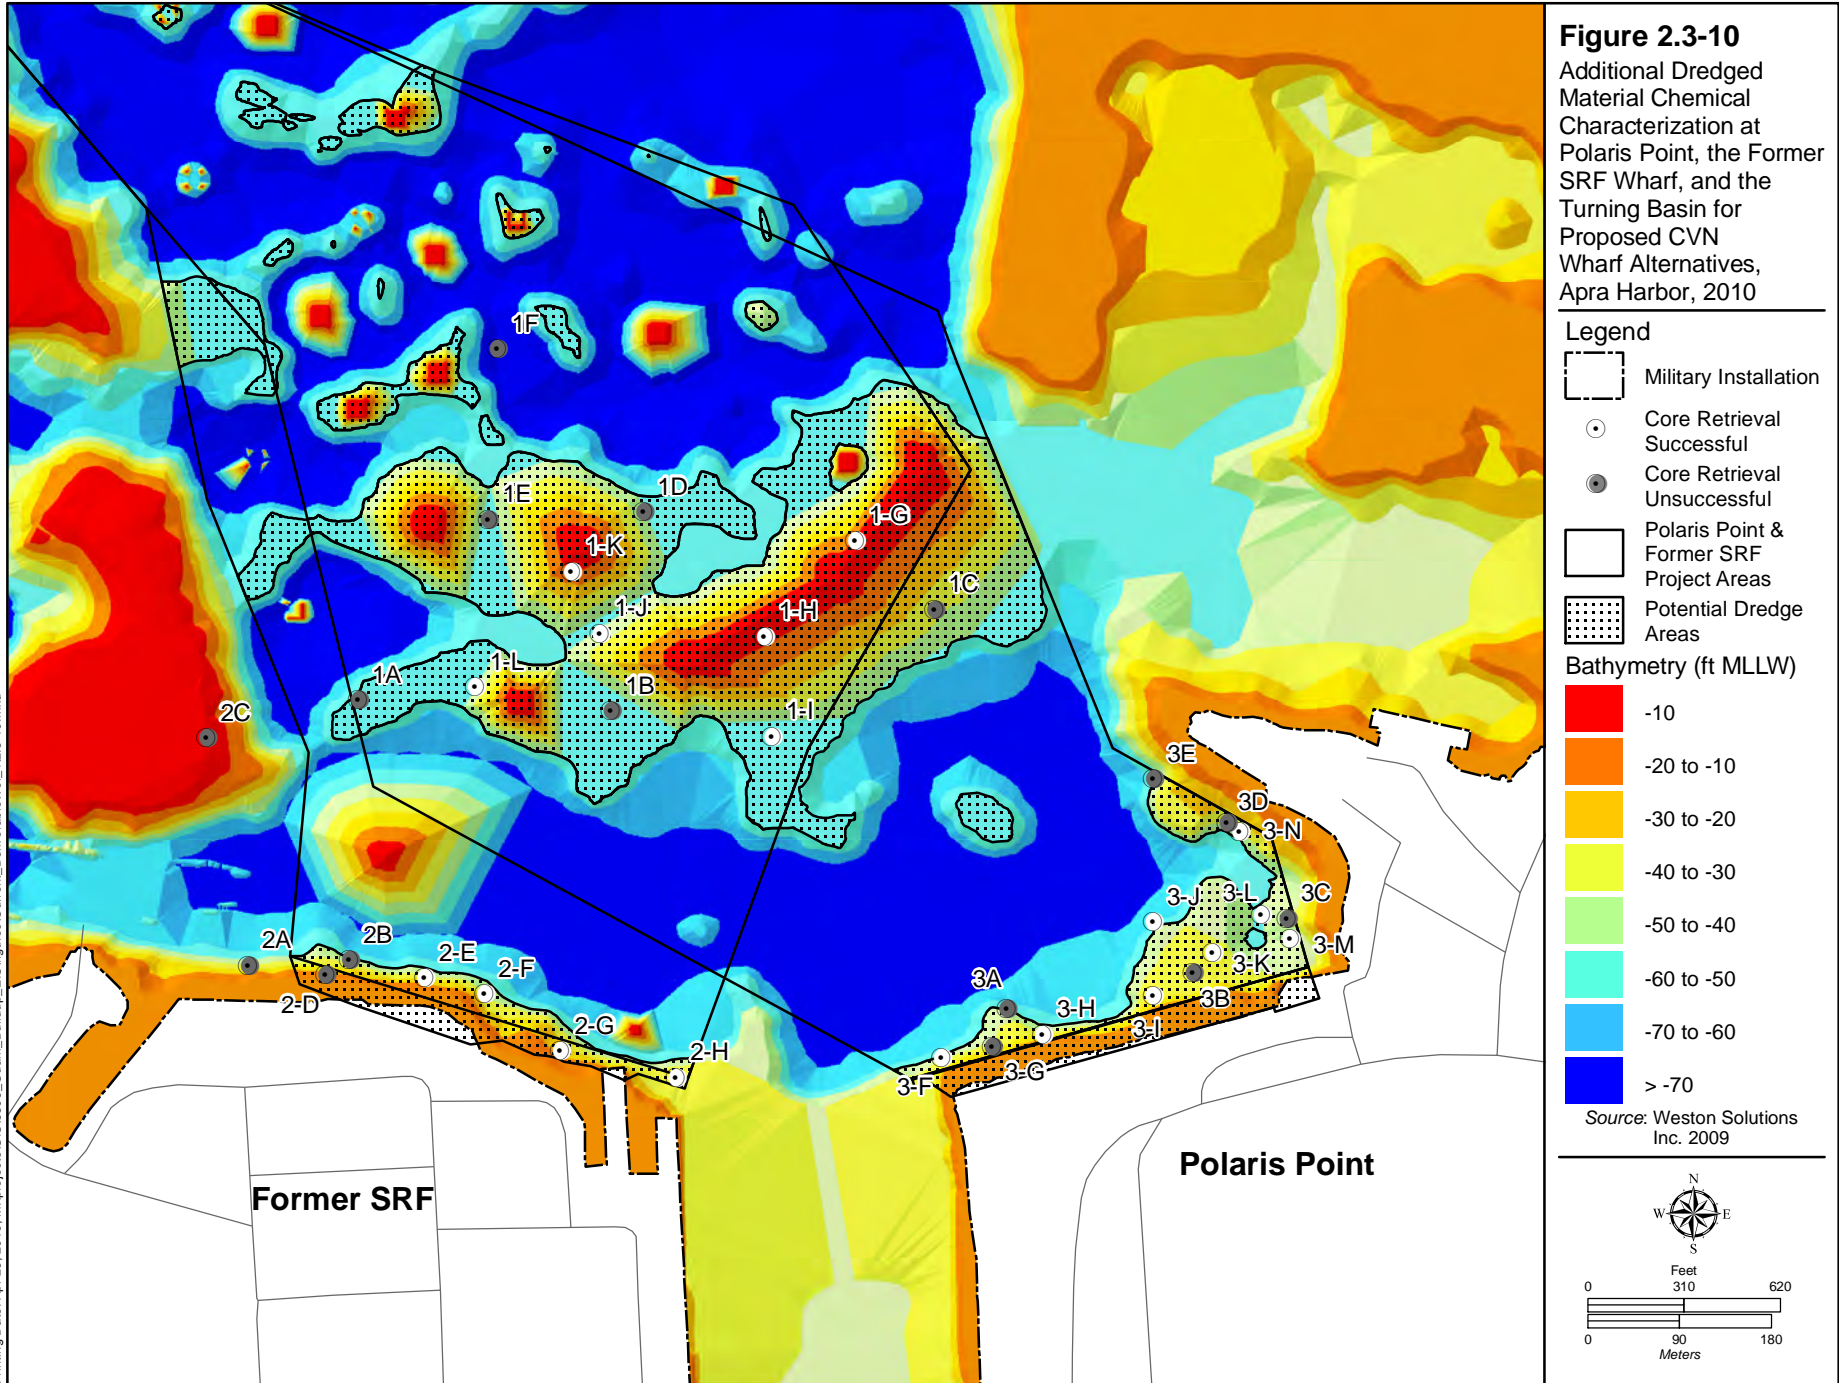 Figure 2.3-10
Additional Dredged
Material Chemical
Characterization at
Polaris Point, the Former
SRF Wharf, and the
Turning Basin for
Proposed CVN
Wharf Alternatives,
Apra Harbor, 2010
Legend
Military Installation
Core Retrieval
Successful
Core Retrieval
Unsuccessful
Polaris Point &
Former SRF
Project Areas
Potential Dredge
Areas
Bathymetry (ft MLLW)
-10
-20 to -10
-30 to -20
-40 to -30
-50 to -40
-60 to -50
-70 to -60
> -70
Source: Weston Solutions
Inc. 2009
N
W E
S
Feet
0 310 620
0 90 180
Meters
1F
1E
1D
1-G
1-K
1C
1-J
1-H
1-L
1A
1B
1-I
2C
3E
3D
3-N
3-L
3C
3-J
3-M
3-K
2A
2B
2-E
2-F
3A
2-D
3B
3-H
3-I
2-G
2-H
3-G
3-F
Polaris Point
Former SRF